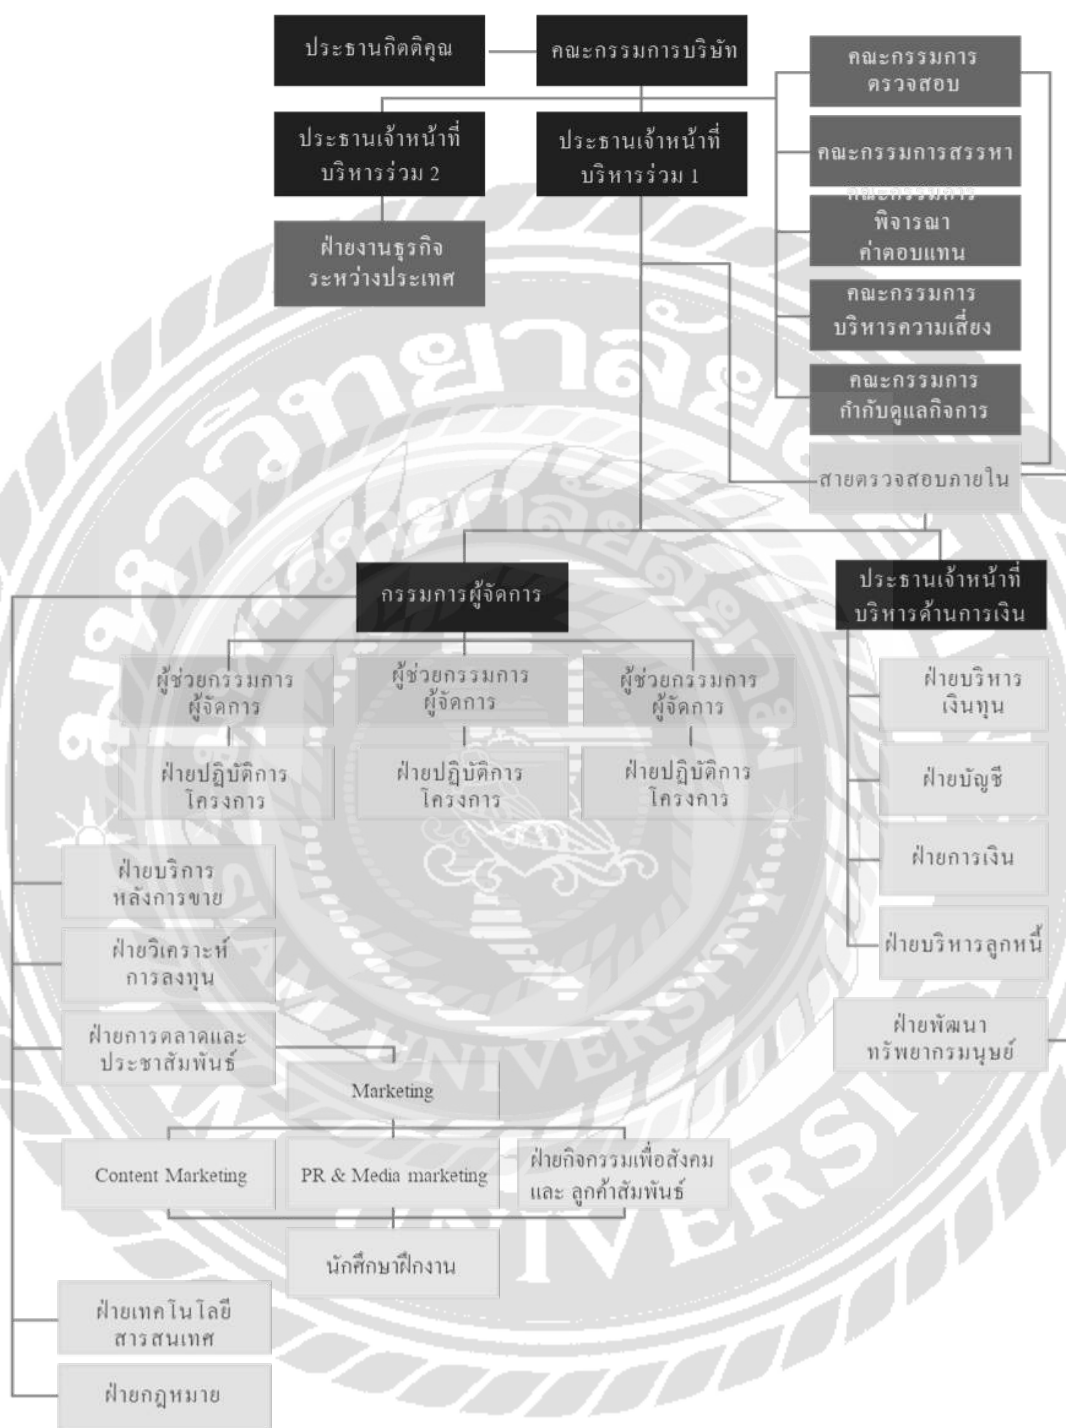 ประธานกิตติคุณ
คณะกรรมการบริษัท
คณะกรรมการ
ตรวจสอบ
ประธานเจ้าหน้าที่
บริหารร่วม 2
ประธานเจ้าหน้าที่
บริหารร่วม 1
คณะกรรมการสรรหา
คณะกรรมการ
พิจารณา
ค่าตอบแทน
ฝ่ายงานธุรกิจ
ระหว่างประเทศ
คณะกรรมการ
บริหารความเสี่ยง
คณะกรรมการ
กำกับดูแลกิจการ
สายตรวจสอบภายใน
กรรมการผู้จัดการ
ประธานเจ้าหน้าที่
บริหารด้านการเงิน
ผู้ช่วยกรรมการ
ผู้จัดการ
ผู้ช่วยกรรมการ
ผู้จัดการ
ผู้ช่วยกรรมการ
ผู้จัดการ
ฝ่ายบริหาร
เงินทุน
ฝ่ายปฏิบัติการ
โครงการ
ฝ่ายปฏิบัติการ
โครงการ
ฝ่ายปฏิบัติการ
โครงการ
ฝ่ายบัญชี
ฝ่ายการเงิน
ฝ่ายบริการ
หลังการขาย
ฝ่ายบริหารลูกหนี้
ฝ่ายวิเคราะห์
การลงทุน
ฝ่ายการตลาดและ
ประชาสัมพันธ์
ฝ่ายพัฒนา
ทรัพยากรมนุษย์
Marketing
Content Marketing
PR & Media marketing
ฝ่ายกิจกรรมเพื่อสังคม
และ ลูกค้าสัมพันธ์
นักศึกษาฝึกงาน
ฝ่ายเทคโนโลยี
สารสนเทศ
ฝ่ายกฎหมาย
มหาวิทยาลัยสยาม
SIAM UNIVERSITY